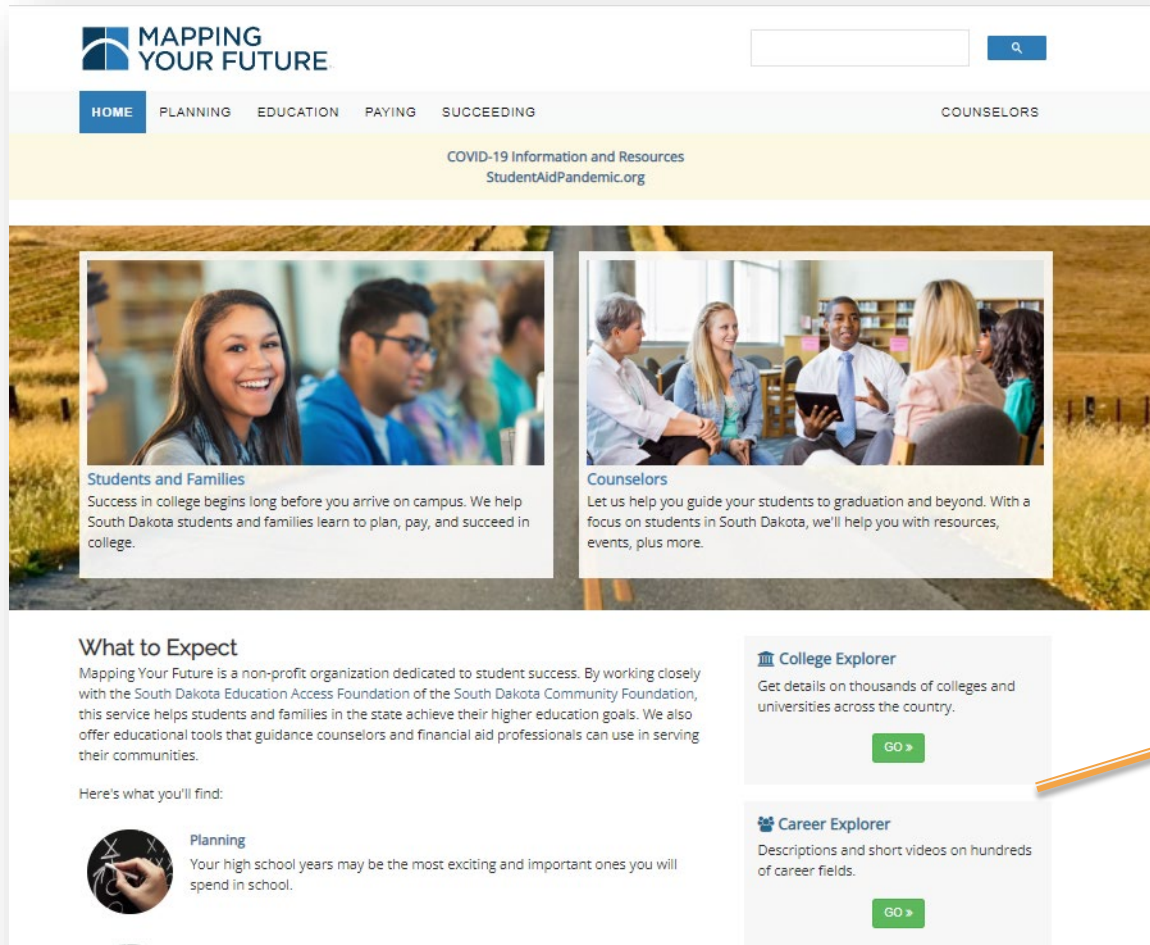 MAPPING
YOUR FUTURE
HOME PLANNING EDUCATION PAYING SUCCEEDING COUNSELORS
COVID-19 Information and Resources
StudentAidPandemic.org
Students and Families
Success in college begins long before you arrive on campus. We help
South Dakota students and families learn to plan, pay, and succeed in
college.
Counselors
Let us help you guide your students to graduation and beyond. With a
focus on students in South Dakota, we'll help you with resources,
events, plus more.
What to Expect
Mapping Your Future is a non-profit organization dedicated to student success. By working closely
with the South Dakota Education Access Foundation of the South Dakota Community Foundation,
this service helps students and families in the state achieve their higher education goals. We also
offer educational tools that guidance counselors and financial aid professionals can use in serving
their communities.
Here's what you'll find:
Planning
Your high school years may be the most exciting and important ones you will
spend in school.
College Explorer
Get details on thousands of colleges and
universities across the country.
GO »
Career Explorer
Descriptions and short videos on hundreds
of career fields.
GO »